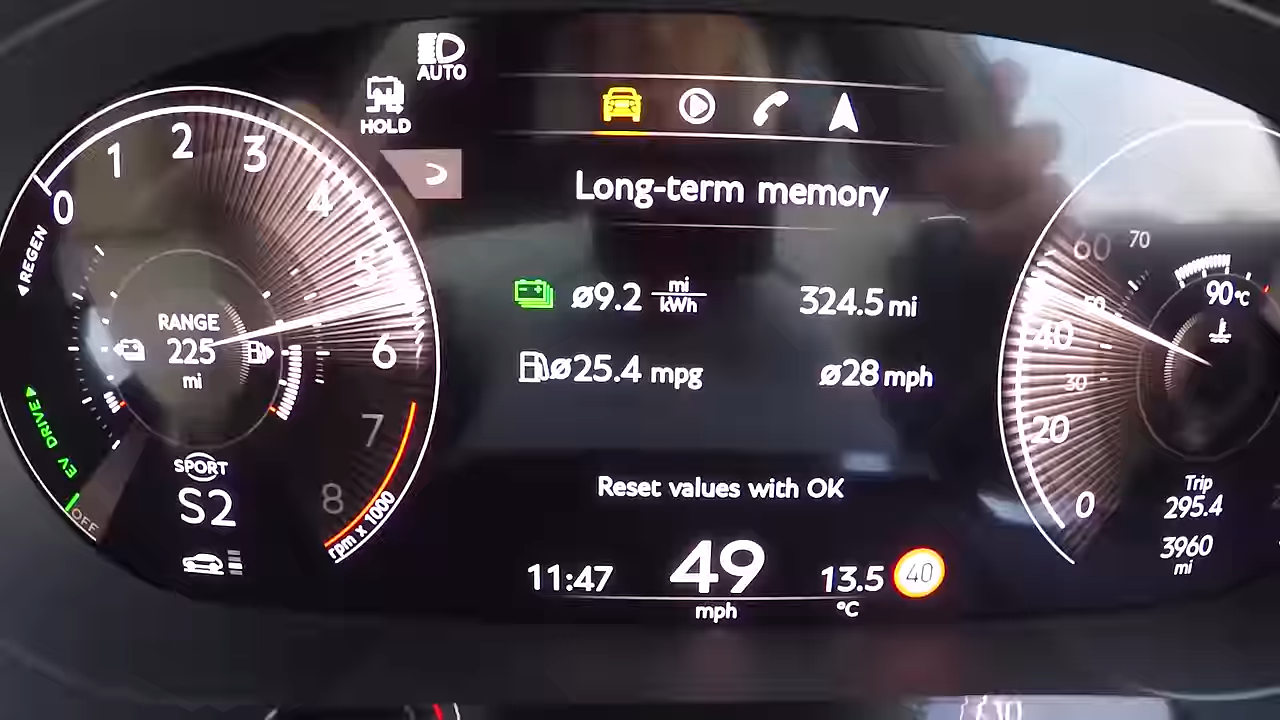 AUTO
HOLD
Long-term memory
ø9.2 mi/kWh 324.5 mi
ø25.4 mpg ø28 mph
Reset values with OK
11:47 49 mph 13.5 °C 40
0 1 2 3 4 5 6 7 8
rpm x 1000
REGEN
RANGE
225
mi
EV DRIVE
OFF
SPORT
S2
0 20 30 40 50 60 70
90°C
Trip
295.4
3960
mi